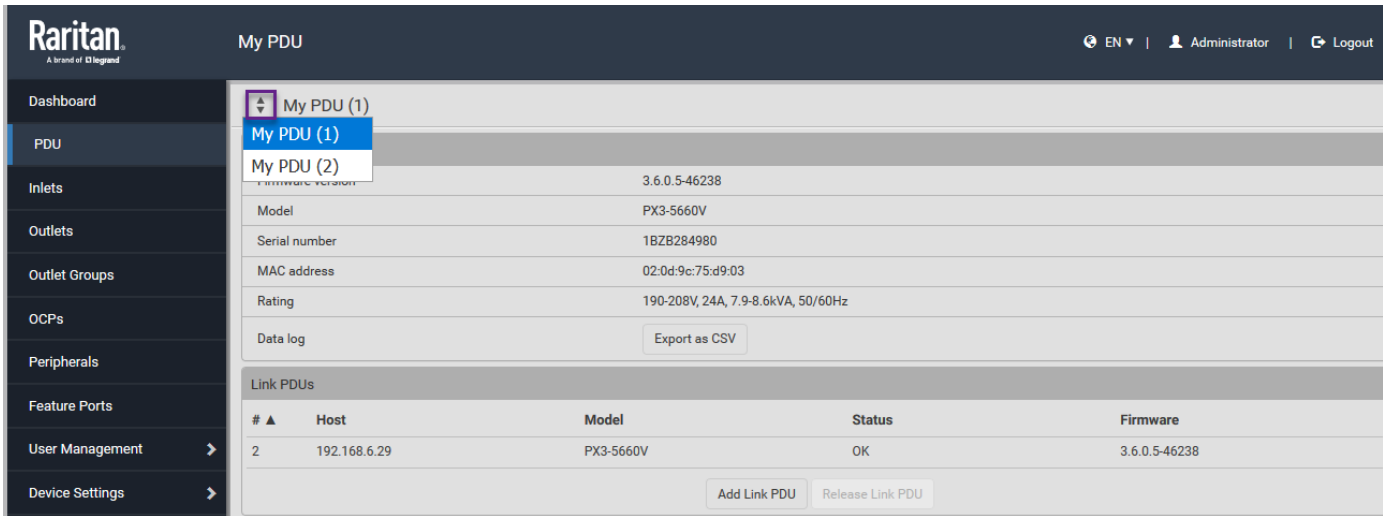 Raritan.
A brand of legrand
My PDU
EN ▼ | Administrator | Logout
Dashboard
PDU
Inlets
Outlets
Outlet Groups
OCPs
Peripherals
Feature Ports
User Management
Device Settings
My PDU (1)
My PDU (1)
My PDU (2)
Firmware version 3.6.0.5-46238
Model PX3-5660V
Serial number 1BZB284980
MAC address 02:0d:9c:75:d9:03
Rating 190-208V, 24A, 7.9-8.6kVA, 50/60Hz
Data log Export as CSV
Link PDUs
# ▲ Host Model Status Firmware
2 192.168.6.29 PX3-5660V OK 3.6.0.5-46238
Add Link PDU Release Link PDU